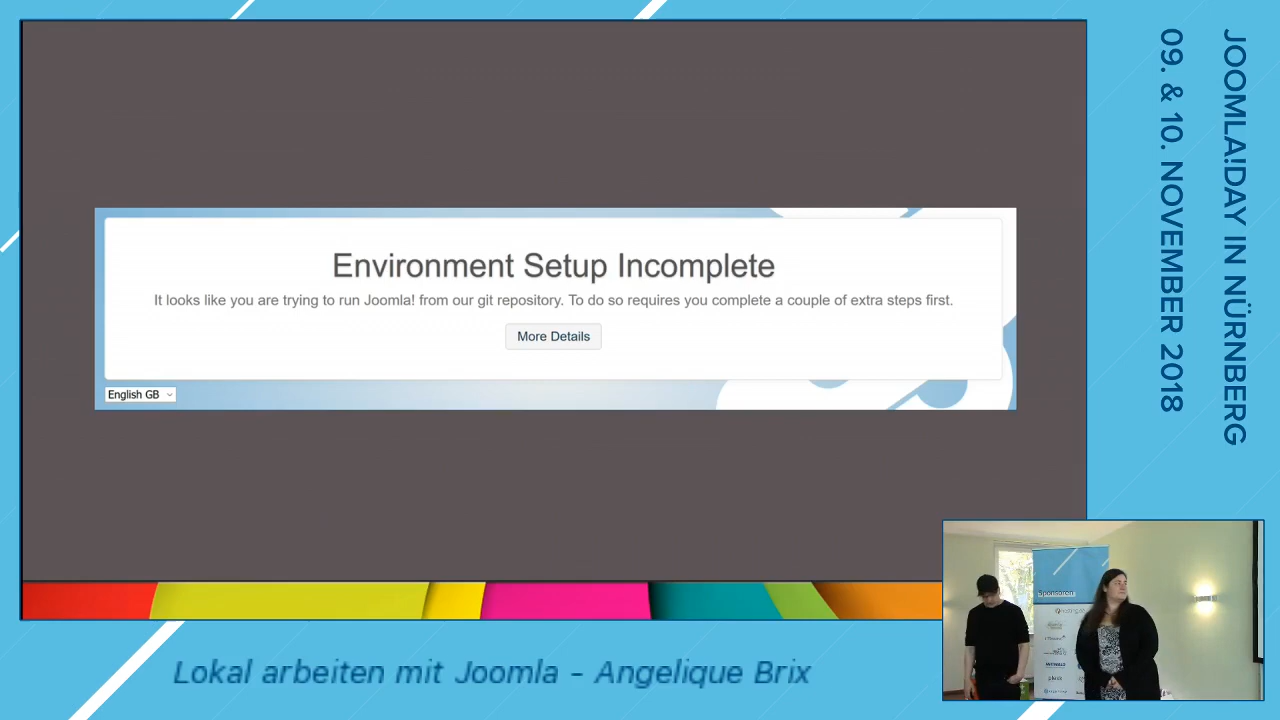 Environment Setup Incomplete
It looks like you are trying to run Joomla! from our git repository. To do so requires you complete a couple of extra steps first.
More Details
English GB
JOOMLA!DAY IN NÜRNBERG
09. & 10. NOVEMBER 2018
Sponsoren
Lokal arbeiten mit Joomla - Angelique Brix